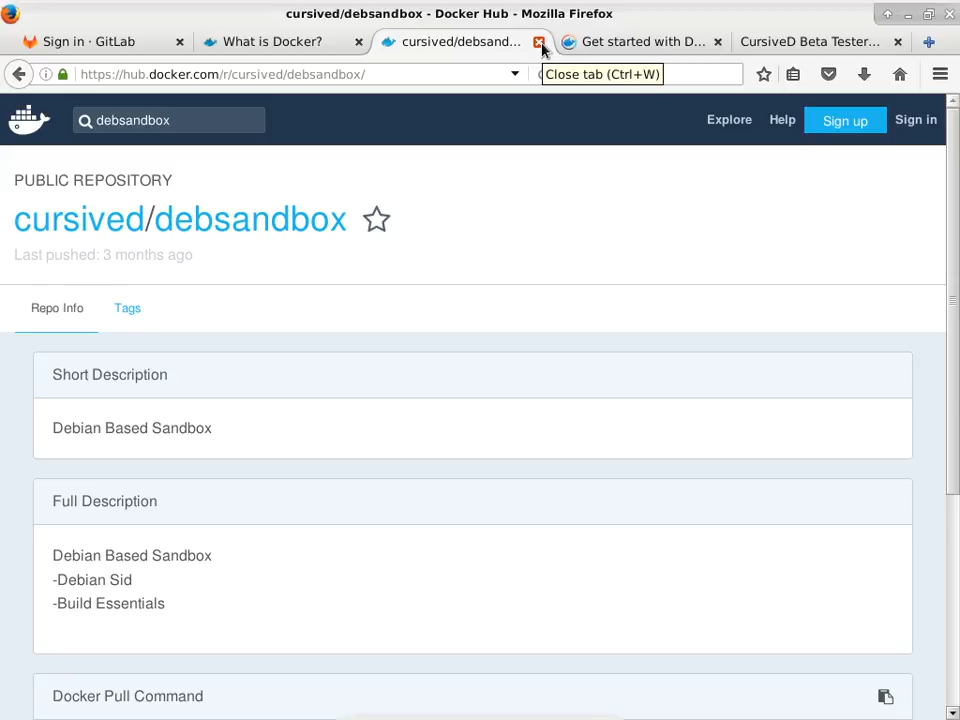 cursived/debsandbox - Docker Hub - Mozilla Firefox
Sign in · GitLab
What is Docker?
cursived/debsand...
Get started with D...
CursiveD Beta Tester...
https://hub.docker.com/r/cursived/debsandbox/
Close tab (Ctrl+W)
debsandbox
Explore
Help
Sign up
Sign in
PUBLIC REPOSITORY
cursived/debsandbox
Last pushed: 3 months ago
Repo Info
Tags
Short Description
Debian Based Sandbox
Full Description
Debian Based Sandbox
-Debian Sid
-Build Essentials
Docker Pull Command